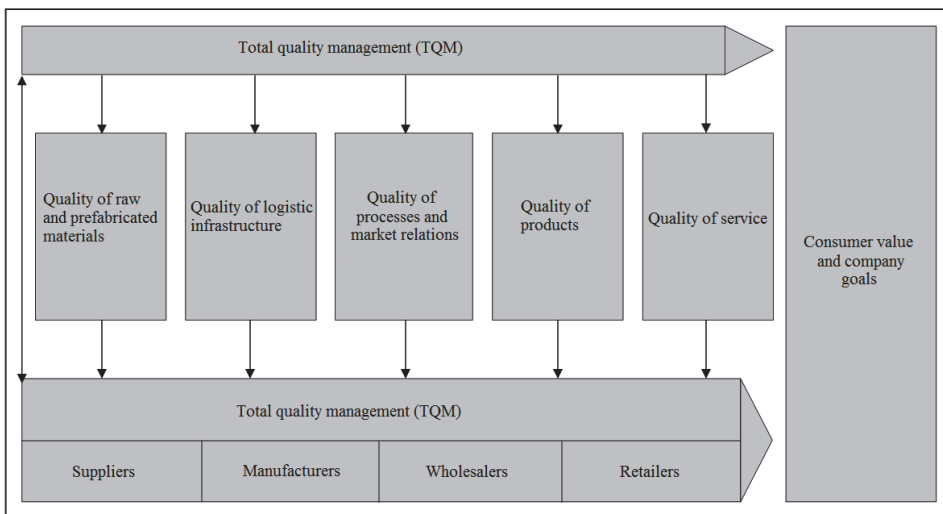 Total quality management (TQM)
Quality of raw
and prefabricated
materials
Quality of logistic
infrastructure
Quality of
processes and
market relations
Quality of
products
Quality of service
Consumer value
and company
goals
Total quality management (TQM)
Suppliers
Manufacturers
Wholesalers
Retailers